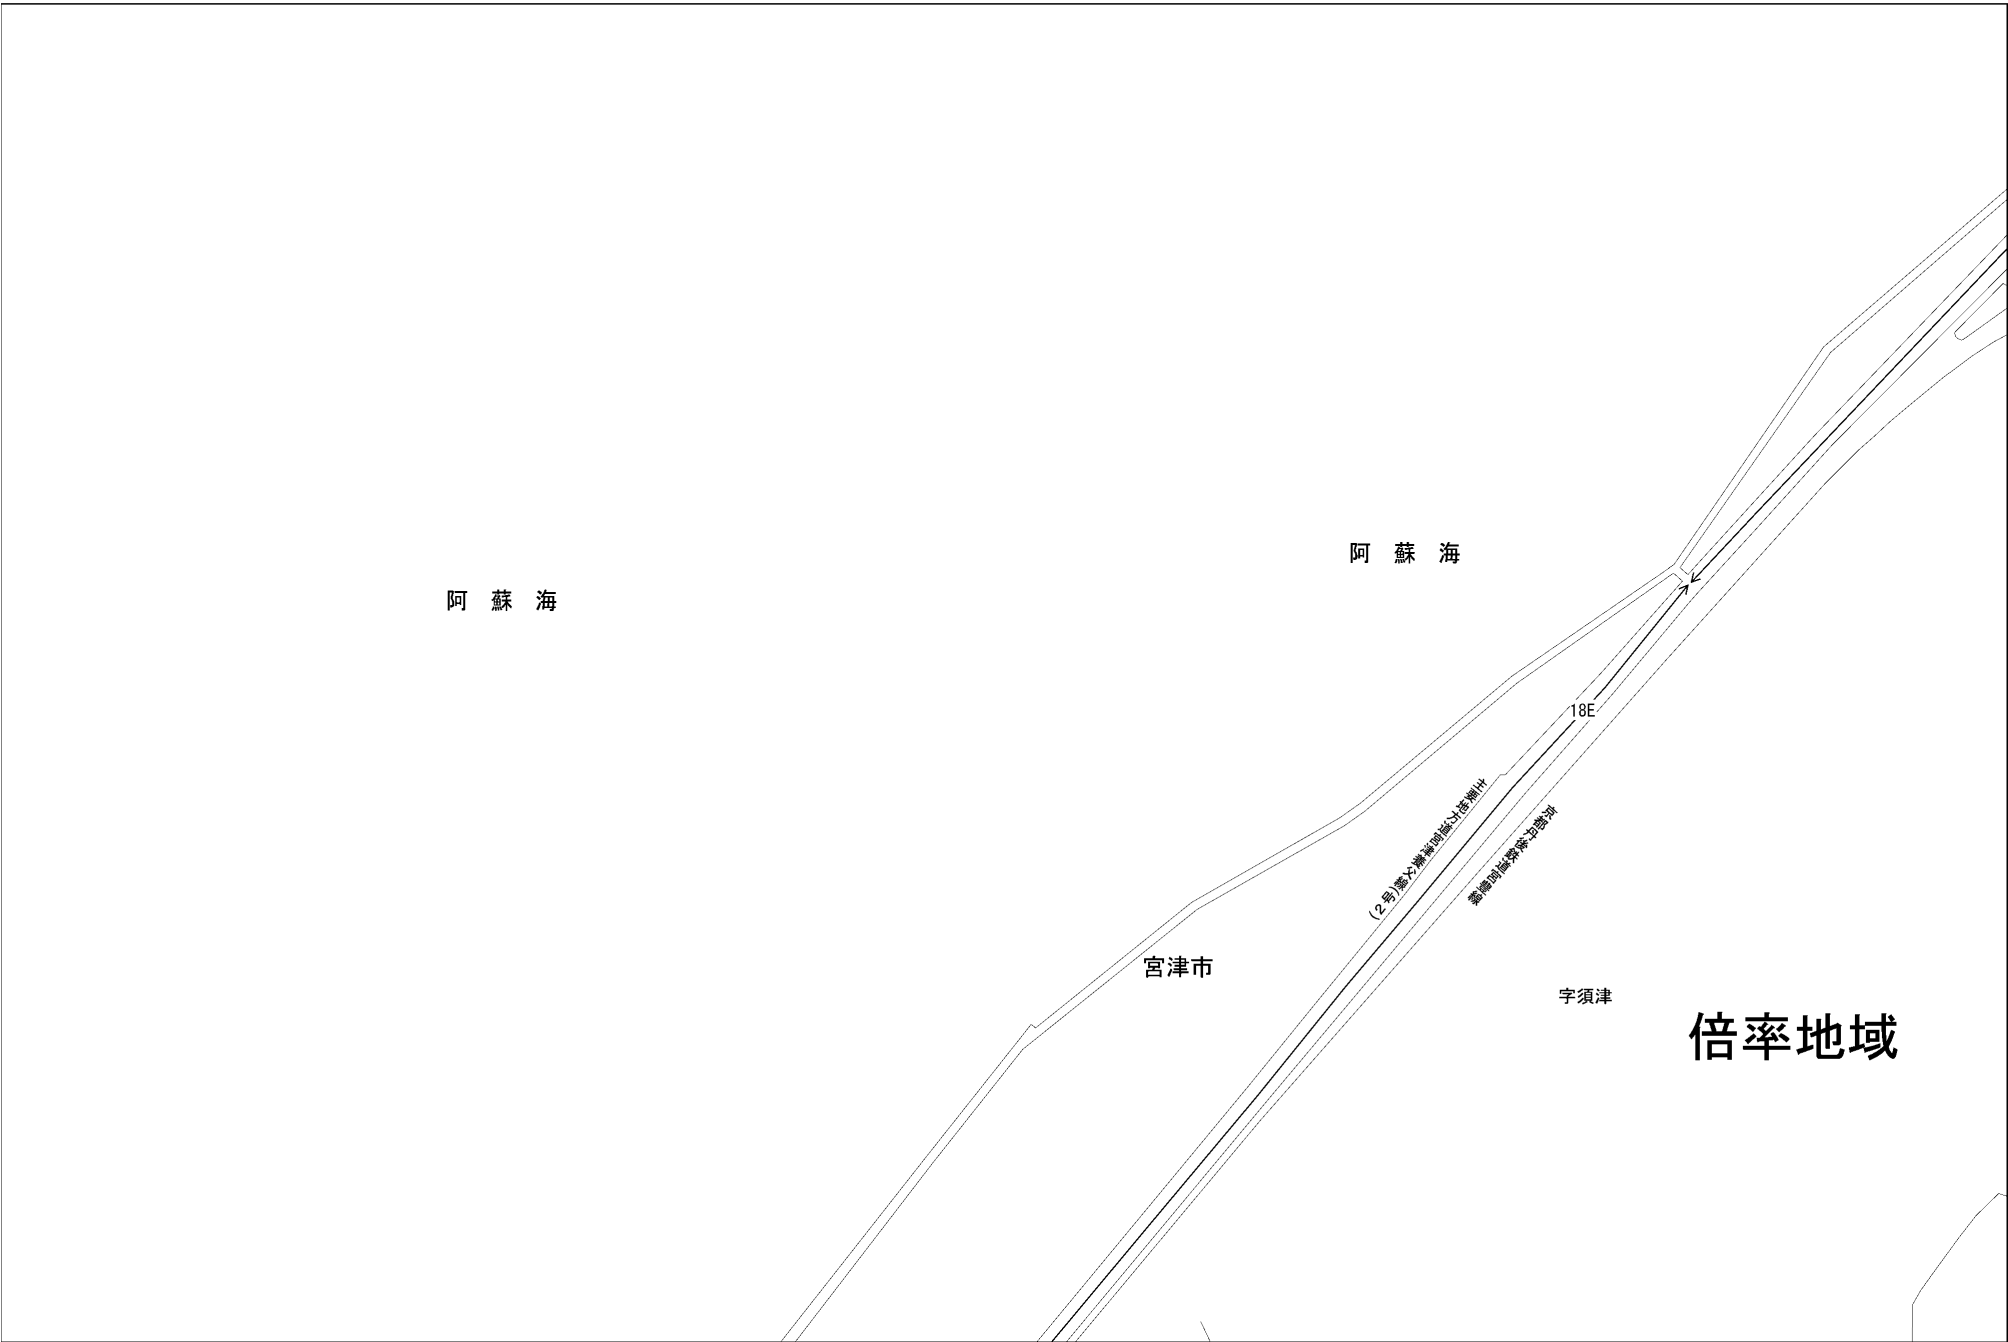 阿 蘇 海
阿 蘇 海
18E
主要地方道宮津養父線(2号)
京都丹後鉄道宮豊線
宮津市
字須津
倍率地域